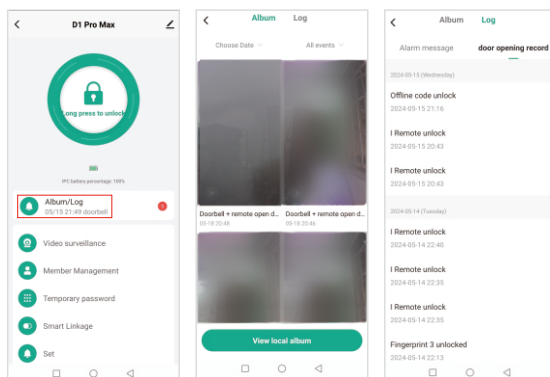 D1 Pro Max
Long press to unlock
IPC battery percentage: 100%
Album/Log
05/15 21:49 doorbell
Video surveillance
Member Management
Temporary password
Smart Linkage
Set
Album Log
Choose Date All events
Doorbell + remote open d... Doorbell + remote open d...
05-18 20:48 05-18 20:46
View local album
Album Log
Alarm message door opening record
2024-05-15 (Wednesday)
Offline code unlock
2024-05-15 21:16
I Remote unlock
2024-05-15 20:43
I Remote unlock
2024-05-15 20:43
2024-05-14 (Tuesday)
I Remote unlock
2024-05-14 22:40
I Remote unlock
2024-05-14 22:35
I Remote unlock
2024-05-14 22:35
Fingerprint 3 unlocked
2024-05-14 22:13